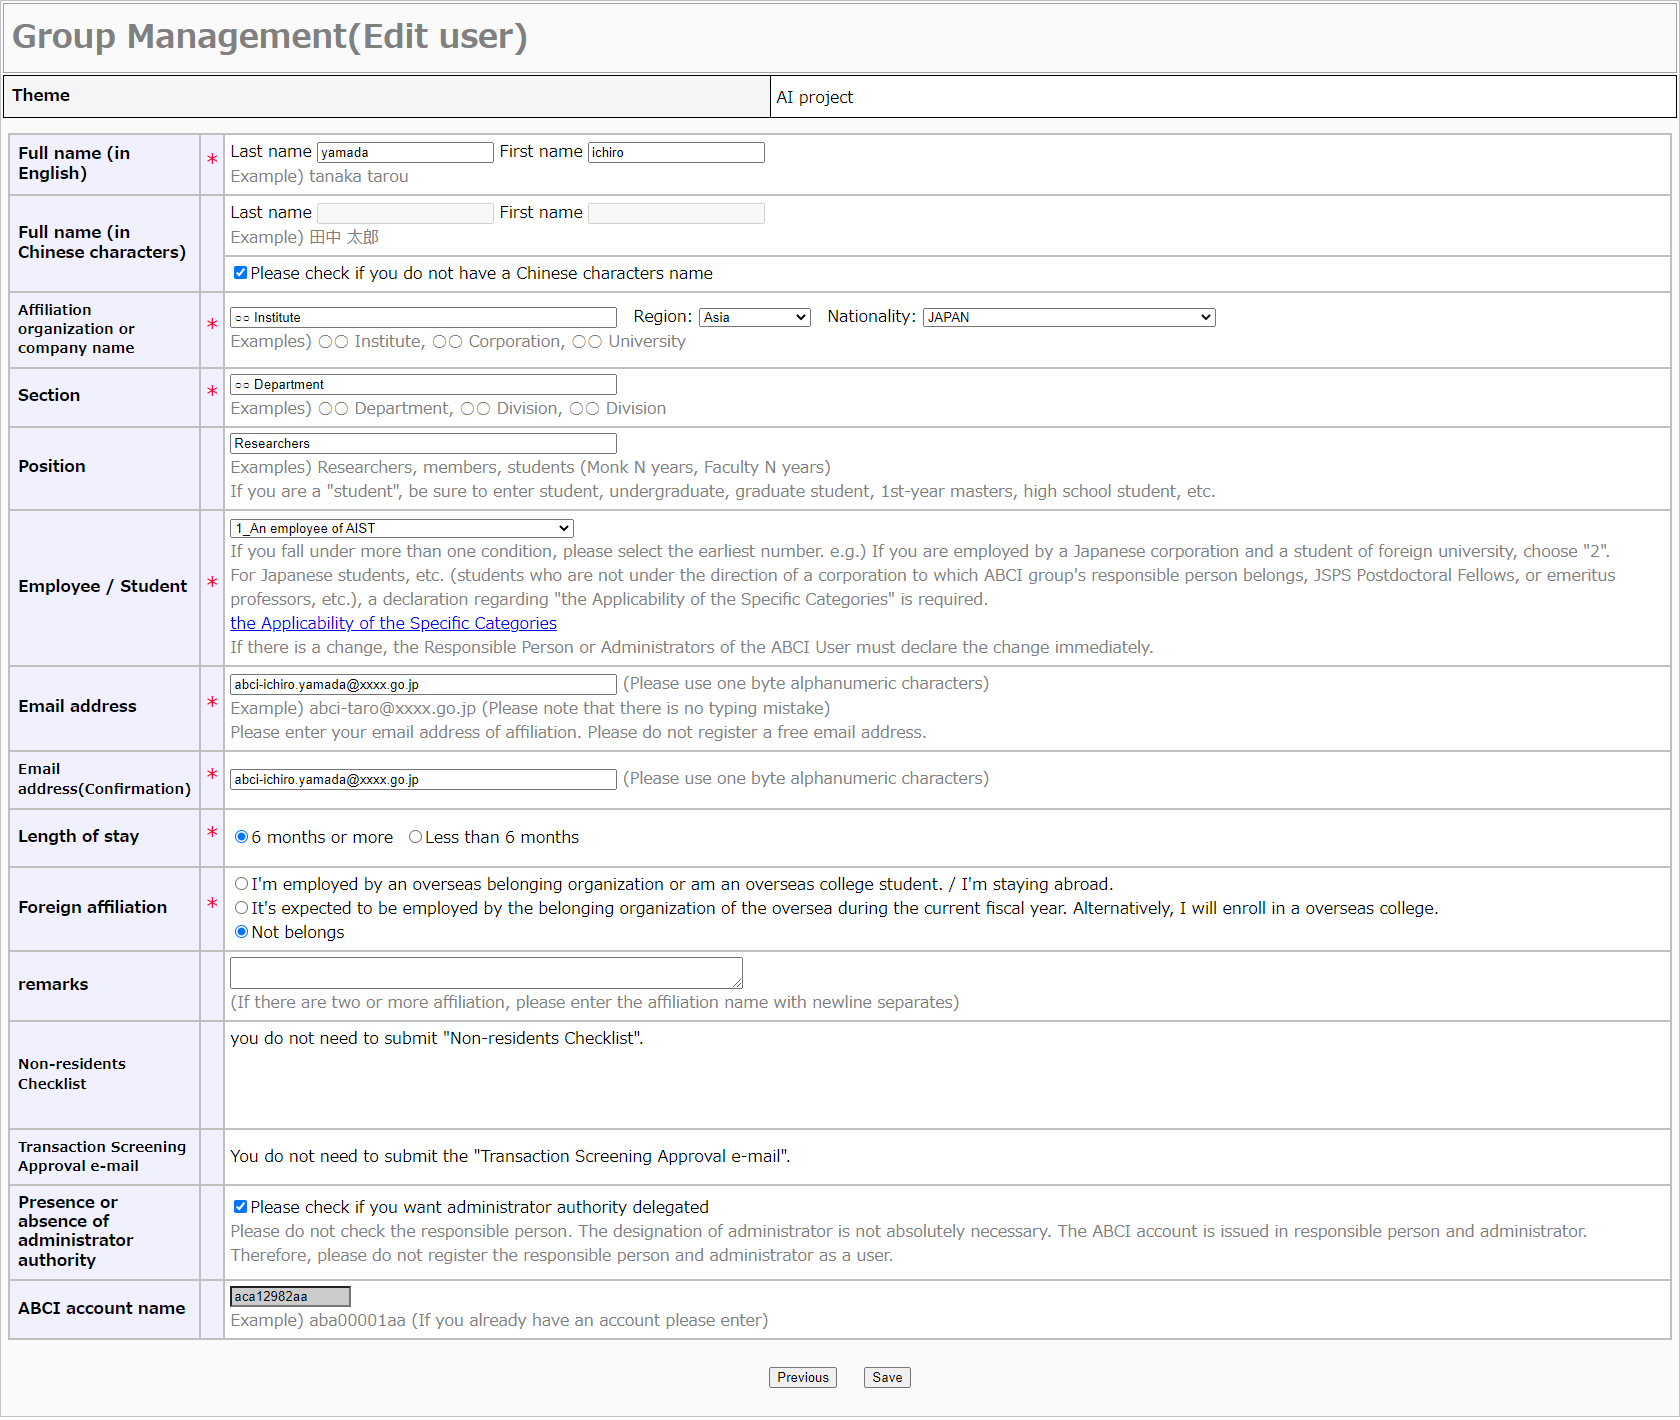 Group Management(Edit user)
Theme
AI project
Full name (in
English)
*
Last name yamada First name ichiro
Example) tanaka tarou
Full name (in
Chinese characters)
Last name First name
Example) 田中 太郎
Please check if you do not have a Chinese characters name
Affiliation
organization or
company name
*
○○ Institute Region: Asia Nationality: JAPAN
Examples) 〇〇 Institute, 〇〇 Corporation, 〇〇 University
Section
*
○○ Department
Examples) 〇〇 Department, 〇〇 Division, 〇〇 Division
Position
Researchers
Examples) Researchers, members, students (Monk N years, Faculty N years)
If you are a "student", be sure to enter student, undergraduate, graduate student, 1st-year masters, high school student, etc.
Employee / Student
*
1_An employee of AIST
If you fall under more than one condition, please select the earliest number. e.g.) If you are employed by a Japanese corporation and a student of foreign university, choose "2".
For Japanese students, etc. (students who are not under the direction of a corporation to which ABCI group's responsible person belongs, JSPS Postdoctoral Fellows, or emeritus
professors, etc.), a declaration regarding "the Applicability of the Specific Categories" is required.
the Applicability of the Specific Categories
If there is a change, the Responsible Person or Administrators of the ABCI User must declare the change immediately.
Email address
*
abci-ichiro.yamada@xxxx.go.jp (Please use one byte alphanumeric characters)
Example) abci-taro@xxxx.go.jp (Please note that there is no typing mistake)
Please enter your email address of affiliation. Please do not register a free email address.
Email
address(Confirmation)
*
abci-ichiro.yamada@xxxx.go.jp (Please use one byte alphanumeric characters)
Length of stay
*
6 months or more Less than 6 months
Foreign affiliation
*
I'm employed by an overseas belonging organization or am an overseas college student. / I'm staying abroad.
It's expected to be employed by the belonging organization of the oversea during the current fiscal year. Alternatively, I will enroll in a overseas college.
Not belongs
remarks
(If there are two or more affiliation, please enter the affiliation name with newline separates)
Non-residents
Checklist
you do not need to submit "Non-residents Checklist".
Transaction Screening
Approval e-mail
You do not need to submit the "Transaction Screening Approval e-mail".
Presence or
absence of
administrator
authority
Please check if you want administrator authority delegated
Please do not check the responsible person. The designation of administrator is not absolutely necessary. The ABCI account is issued in responsible person and administrator.
Therefore, please do not register the responsible person and administrator as a user.
ABCI account name
aca12982aa
Example) aba00001aa (If you already have an account please enter)
Previous Save